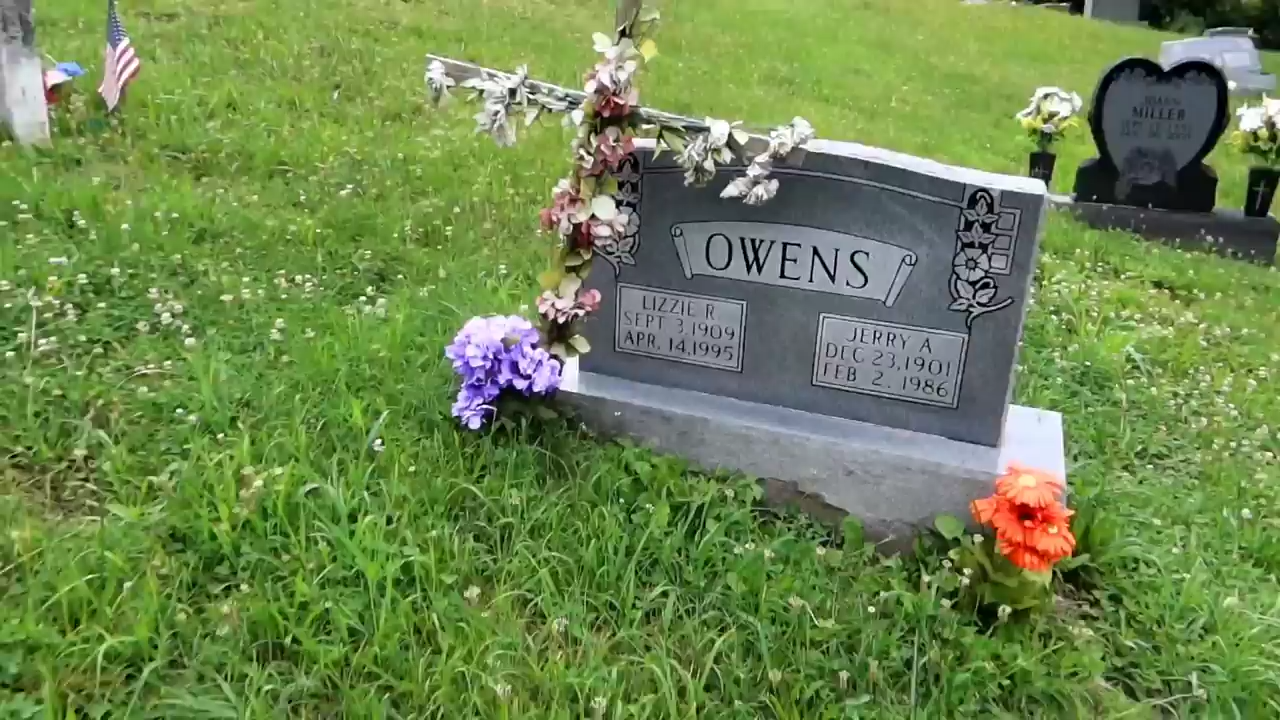 OWENS
LIZZIE R
SEPT 3,1909
APR. 14,1995
JERRY A
DEC 23,1901
FEB 2. 1986
MILLER